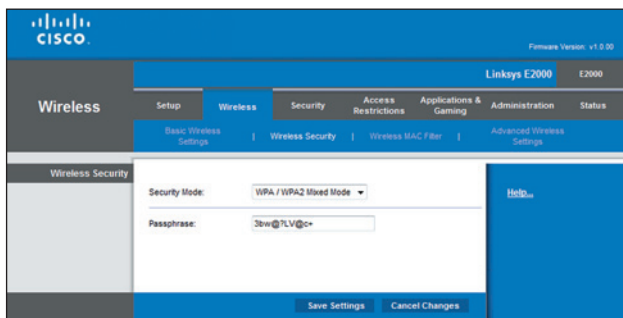 CISCO.
Firmware Version: v1.0.00
Linksys E2000
E2000
Wireless
Setup
Wireless
Security
Access Restrictions
Applications & Gaming
Administration
Status
Basic Wireless Settings
|
Wireless Security
|
Wireless MAC Filter
|
Advanced Wireless Settings
Wireless Security
Security Mode: WPA / WPA2 Mixed Mode
Help...
Passphrase: 3bw@?LV@c+
Save Settings
Cancel Changes